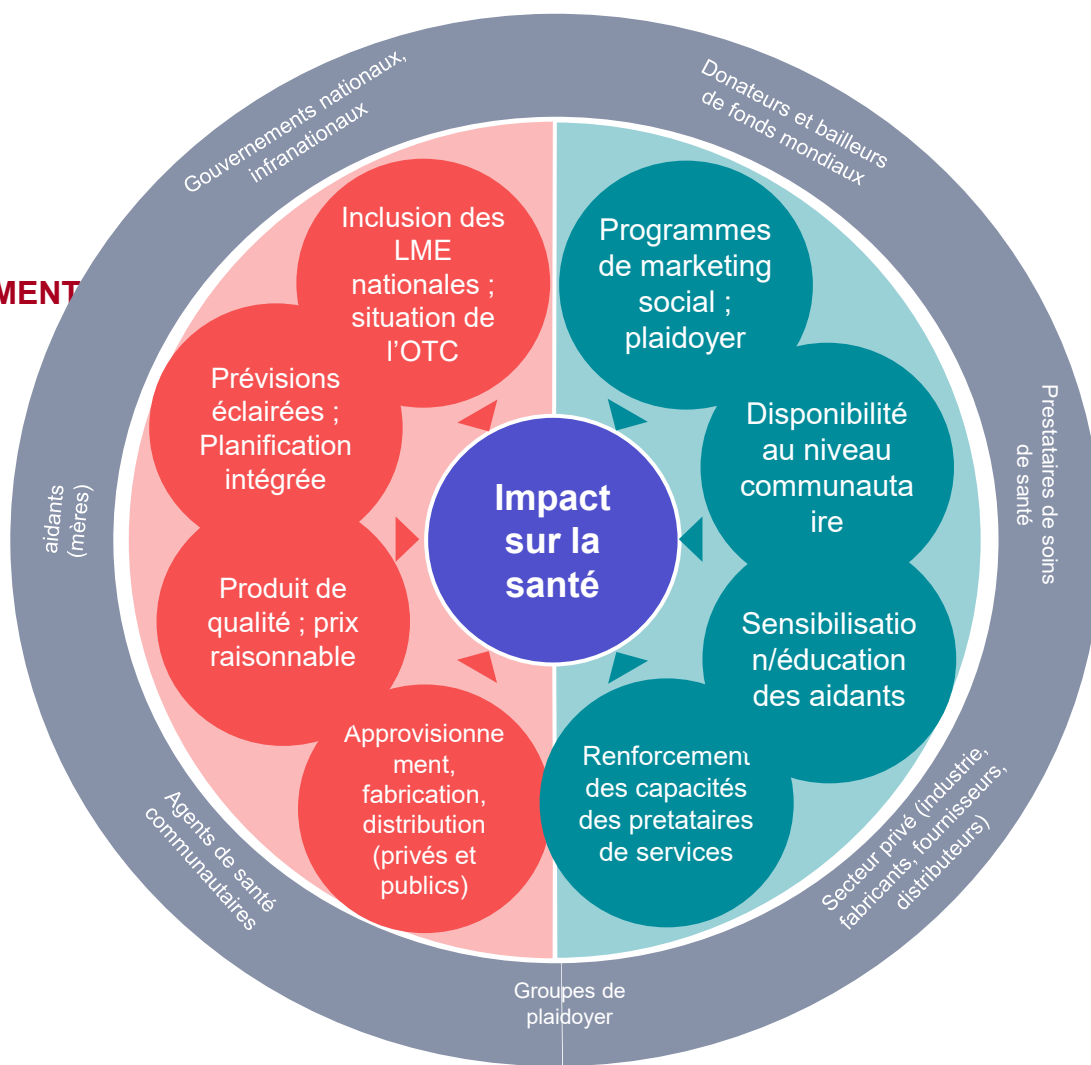 Gouvernements nationaux,
infranationaux
Donateurs et bailleurs
de fonds mondiaux
MENT
Inclusion des
LME
nationales ;
situation de
l'OTC
Programmes
de marketing
social ;
plaidoyer
Prévisions
éclairées ;
Planification
intégrée
Disponibilité
au niveau
communauta
ire
Prestataires de soins
de santé
aidants
(mères)
Impact
sur la
santé
Produit de
qualité ; prix
raisonnable
Sensibilisatio
n/éducation
des aidants
Approvisionne
ment,
fabrication,
distribution
(privés et
publics)
Renforcement
des capacités
des pretataires
de services
Agents de santé
communautaires
Secteur privé (industrie,
fabricants, fournisseurs,
distributeurs)
Groupes de
plaidoyer